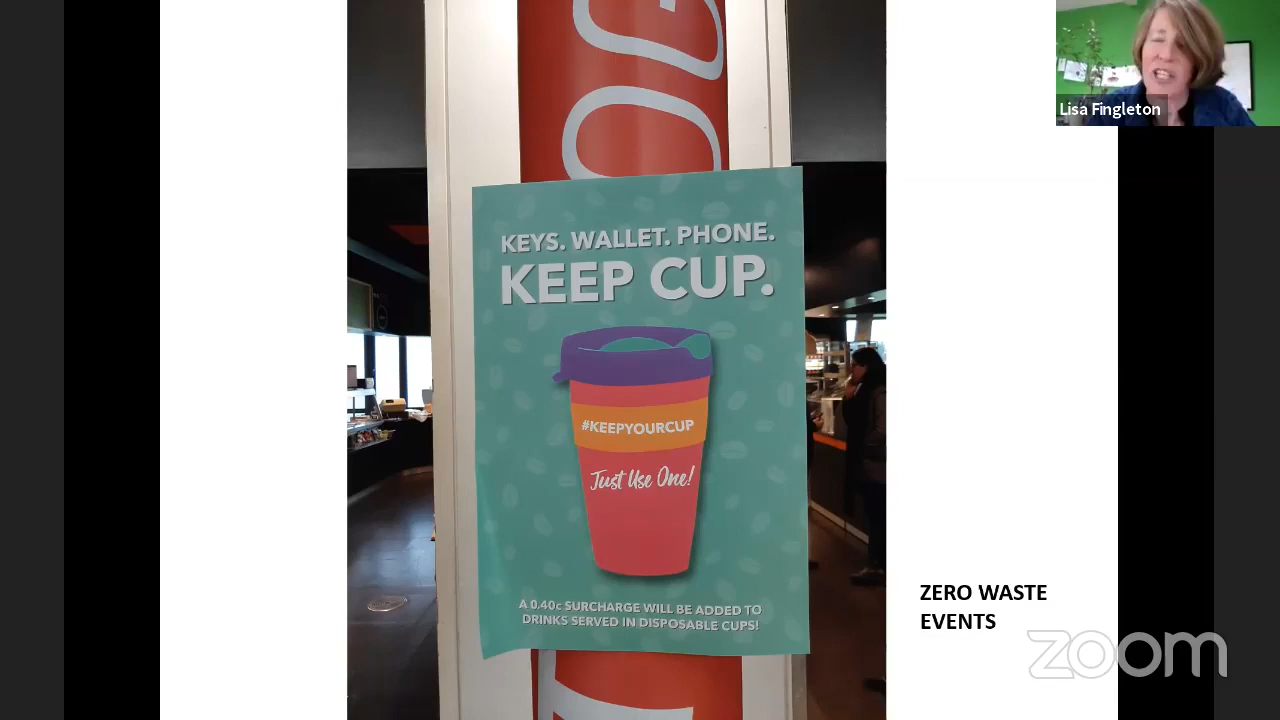 Lisa Fingleton
KEYS. WALLET. PHONE.
KEEP CUP.
#KEEPYOURCUP
Just Use One!
A 0.40c SURCHARGE WILL BE ADDED TO
DRINKS SERVED IN DISPOSABLE CUPS!
ZERO WASTE
EVENTS
zoom